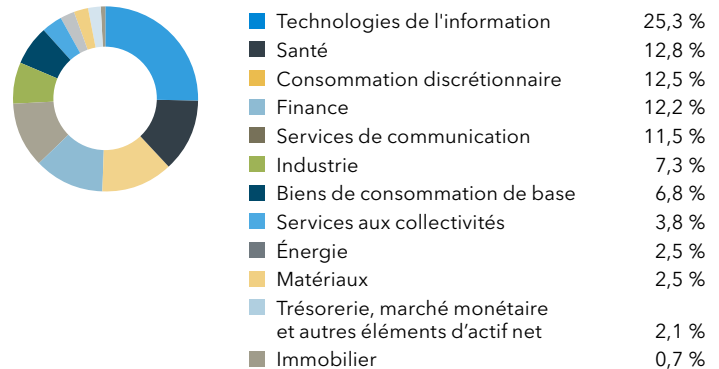 Technologies de l'information 25,3 %
Santé 12,8 %
Consommation discrétionnaire 12,5 %
Finance 12,2 %
Services de communication 11,5 %
Industrie 7,3 %
Biens de consommation de base 6,8 %
Services aux collectivités 3,8 %
Énergie 2,5 %
Matériaux 2,5 %
Trésorerie, marché monétaire
et autres éléments d’actif net 2,1 %
Immobilier 0,7 %